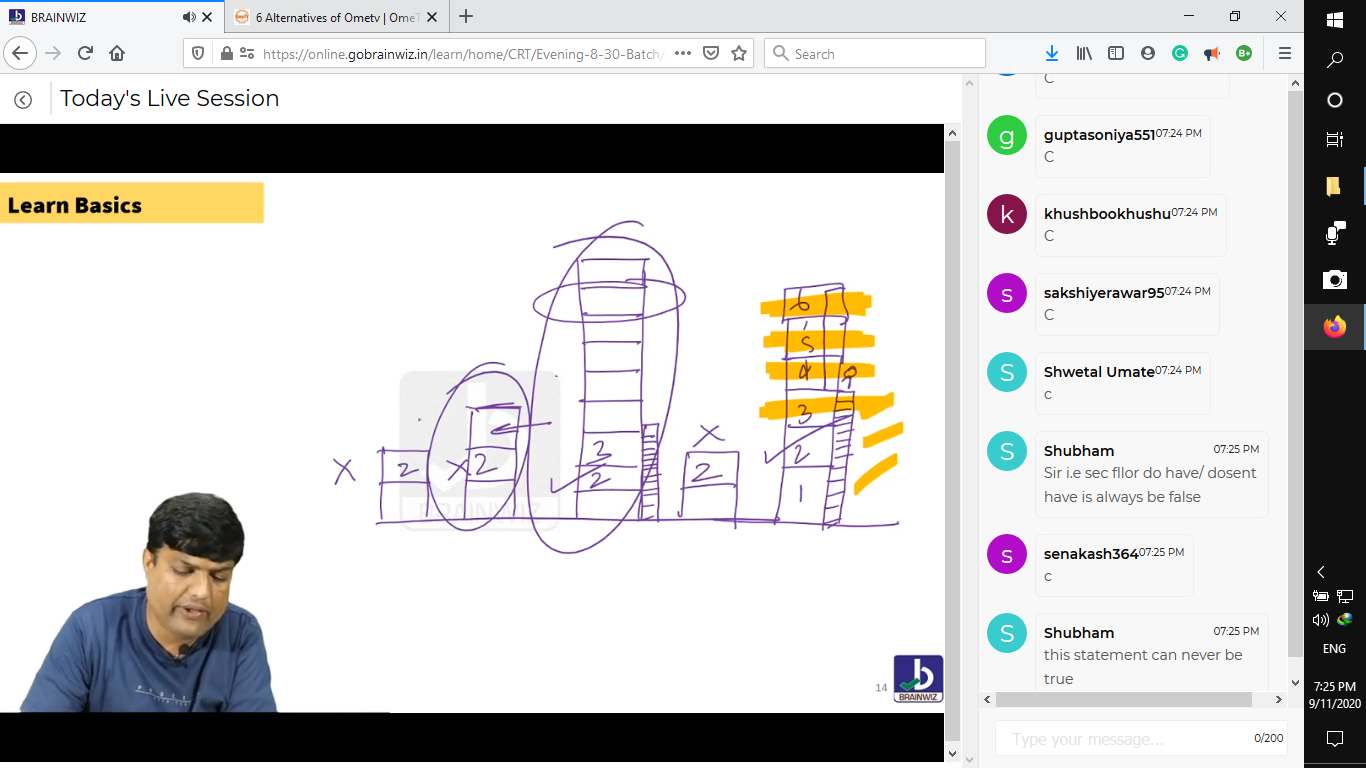 BRAINWIZ
6 Alternatives of Ometv | OmeT
https://online.gobrainwiz.in/learn/home/CRT/Evening-8-30-Batch/
Search
Today's Live Session
Learn Basics
6
5
4
9
3
2
1
X
2
X
2
3
2
X
2
BRAINWIZ
14
BRAINWIZ
C
g
guptasoniya551 07:24 PM
C
k
khushbookhushu 07:24 PM
C
s
sakshiyerawar95 07:24 PM
C
S
Shwetal Umate 07:24 PM
c
S
Shubham 07:25 PM
Sir i.e sec fllor do have/ dosent
have is always be false
s
senakash364 07:25 PM
c
S
Shubham 07:25 PM
this statement can never be
true
Type your message... 0/200
ENG
7:25 PM
9/11/2020